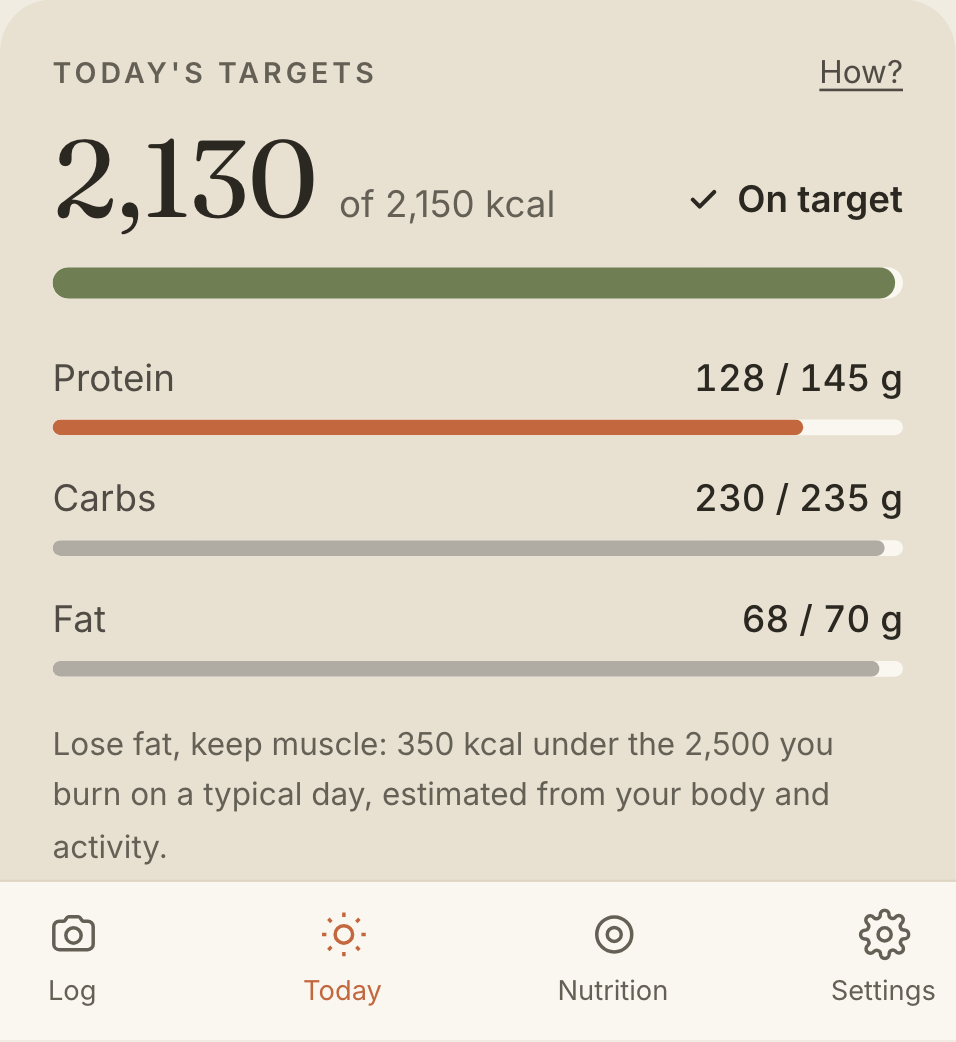 TODAY'S TARGETS
How?
2,130 of 2,150 kcal
On target
Protein
128 / 145 g
Carbs
230 / 235 g
Fat
68 / 70 g
Lose fat, keep muscle: 350 kcal under the 2,500 you
burn on a typical day, estimated from your body and
activity.
Log
Today
Nutrition
Settings